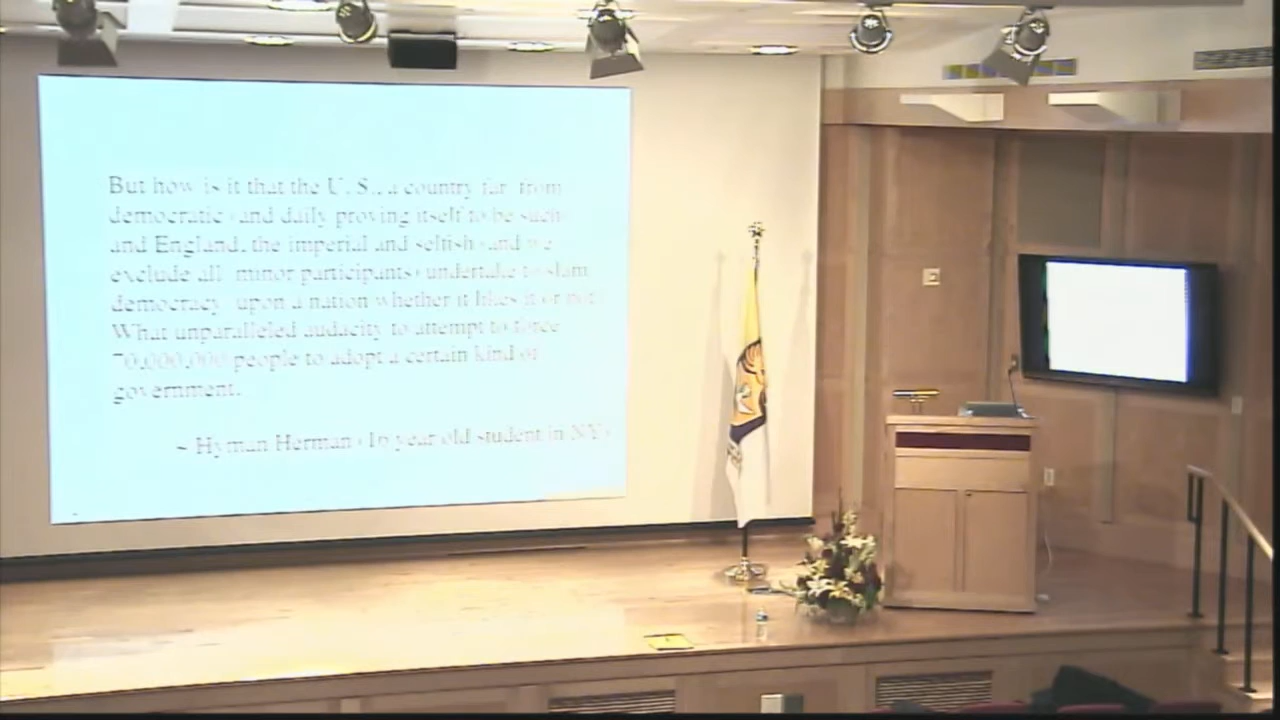 But how is it that the U. S., a country far from
democratic (and daily proving itself to be such)
and England, the imperial and selfish (and we
exclude all minor participants) undertake to slam
democracy upon a nation whether it likes it or not?
What unparalleled audacity to attempt to force
70,000,000 people to adopt a certain kind of
government.
~ Hyman Herman (16 year old student in NY)